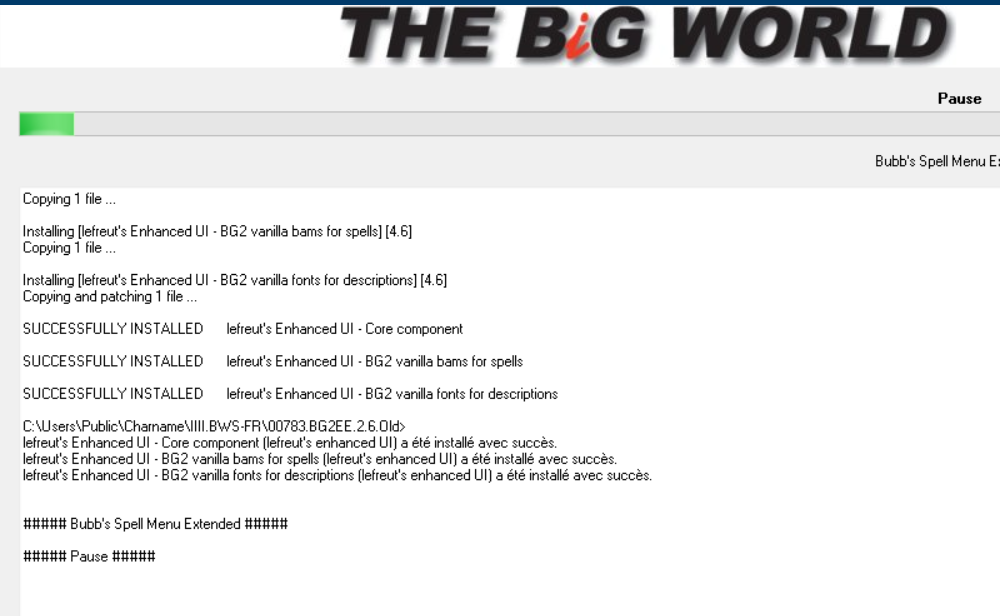 THE BiG WORLD
Pause
Bubb's Spell Menu
Copying 1 file ...
Installing [lefreut's Enhanced UI - BG2 vanilla bams for spells] [4.6]
Copying 1 file ...
Installing [lefreut's Enhanced UI - BG2 vanilla fonts for descriptions] [4.6]
Copying and patching 1 file ...
SUCCESSFULLY INSTALLED lefreut's Enhanced UI - Core component
SUCCESSFULLY INSTALLED lefreut's Enhanced UI - BG2 vanilla bams for spells
SUCCESSFULLY INSTALLED lefreut's Enhanced UI - BG2 vanilla fonts for descriptions
C:\Users\Public\Charname\IIII.BWS-FR\00783.BG2EE.2.6.Old>
lefreut's Enhanced UI - Core component (lefreut's enhanced UI) a été installé avec succès.
lefreut's Enhanced UI - BG2 vanilla bams for spells (lefreut's enhanced UI) a été installé avec succès.
lefreut's Enhanced UI - BG2 vanilla fonts for descriptions (lefreut's enhanced UI) a été installé avec succès.
##### Bubb's Spell Menu Extended #####
##### Pause #####